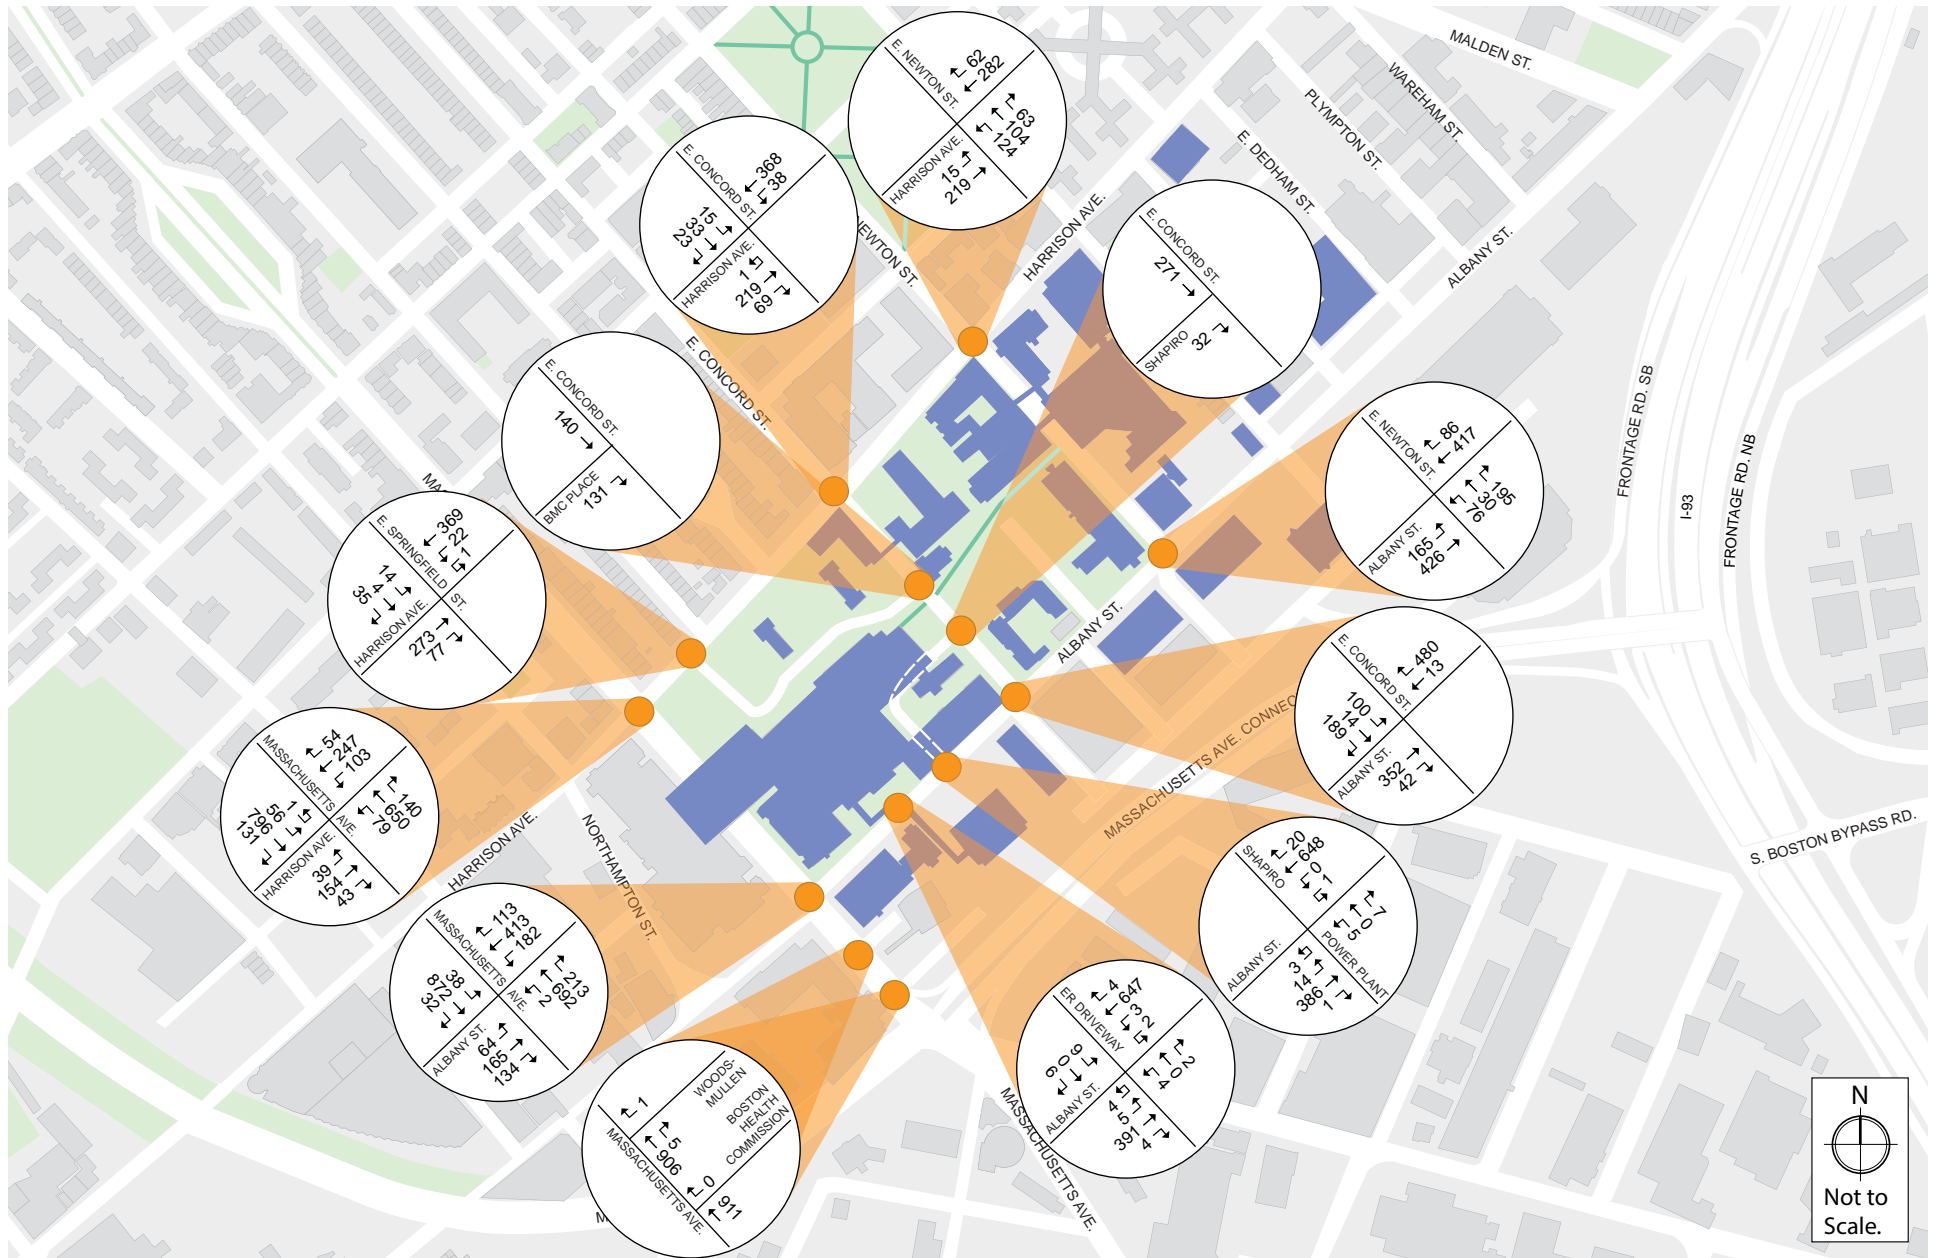 MALDEN ST.
WAREHAM ST.
PLYMPTON ST.
E. DEDHAM ST.
ALBANY ST.
HARRISON AVE.
NEWTON ST.
E. CONCORD ST.
MA
FRONTAGE RD. SB
I-93
FRONTAGE RD. NB
ALBANY ST.
MASSACHUSETTS AVE. CONNEC
S. BOSTON BYPASS RD.
HARRISON AVE.
NORTHAMPTON ST.
MASSACHUSETTS AVE.
M
E. NEWTON ST.
62
282
63
104
124
HARRISON AVE.
15
219
E. CONCORD ST.
368
38
15
33
23
HARRISON AVE.
1
219
69
E. CONCORD ST.
271
SHAPIRO
32
E. CONCORD ST.
140
BMC PLACE
131
E. NEWTON ST.
86
417
195
30
76
ALBANY ST.
165
426
E. SPRINGFIELD ST.
369
22
1
14
4
35
HARRISON AVE.
273
77
E. CONCORD ST.
480
13
100
14
189
ALBANY ST.
352
42
MASSACHUSETTS AVE.
54
247
103
140
650
79
1
56
796
131
HARRISON AVE.
39
154
43
SHAPIRO
20
648
0
1
7
0
5
POWER PLANT
ALBANY ST.
3
14
386
1
MASSACHUSETTS AVE.
113
413
182
213
692
2
38
872
32
ALBANY ST.
64
165
134
ER DRIVEWAY
4
647
3
2
2
0
4
9
0
6
ALBANY ST.
4
5
391
4
WOODS-
MULLEN
BOSTON
HEALTH
COMMISSION
1
5
906
0
911
MASSACHUSETTS AVE.
N
Not to
Scale.